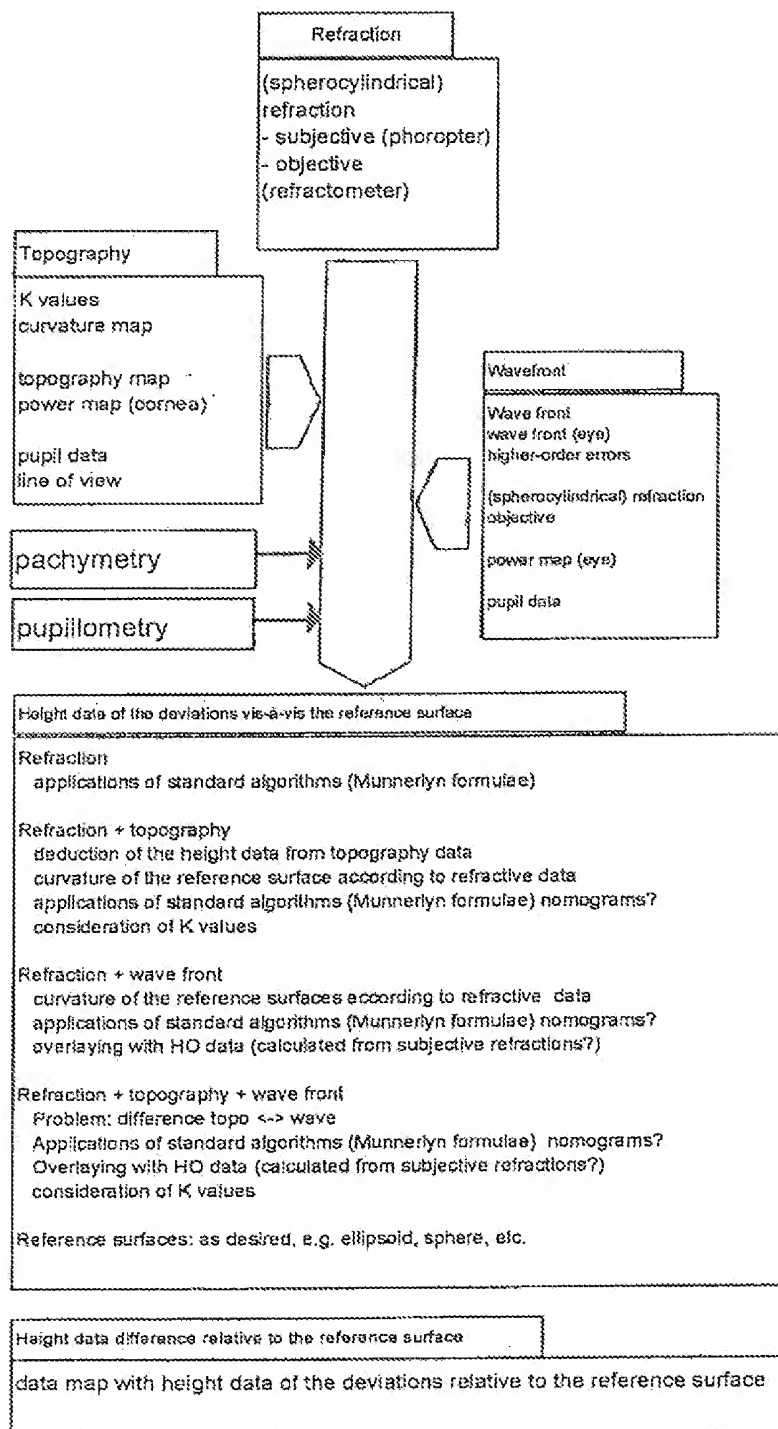 Refraction
(spherocylindrical)
refraction
- subjective (phoropter)
- objective
(refractometer)
Topography
K values
curvature map
topography map
power map (cornea)
pupil data
line of view
Wavefront
Wave front
wave front (eye)
higher-order errors
(spherocylindrical) refraction
objective
power map (eye)
pupil data
pachymetry
pupillometry
Height data of the deviations vis-à-vis the reference surface
Refraction
applications of standard algorithms (Munnerlyn formulae)
Refraction + topography
deduction of the height data from topography data
curvature of the reference surface according to refractive data
applications of standard algorithms (Munnerlyn formulae) nomograms?
consideration of K values
Refraction + wave front
curvature of the reference surfaces according to refractive data
applications of standard algorithms (Munnerlyn formulae) nomograms?
overlaying with HO data (calculated from subjective refractions?)
Refraction + topography + wave front
Problem: difference topo <-> wave
Applications of standard algorithms (Munnerlyn formulae) nomograms?
Overlaying with HO data (calculated from subjective refractions?)
consideration of K values
Reference surfaces: as desired, e.g. ellipsoid, sphere, etc.
Height data difference relative to the reference surface
data map with height data of the deviations relative to the reference surface